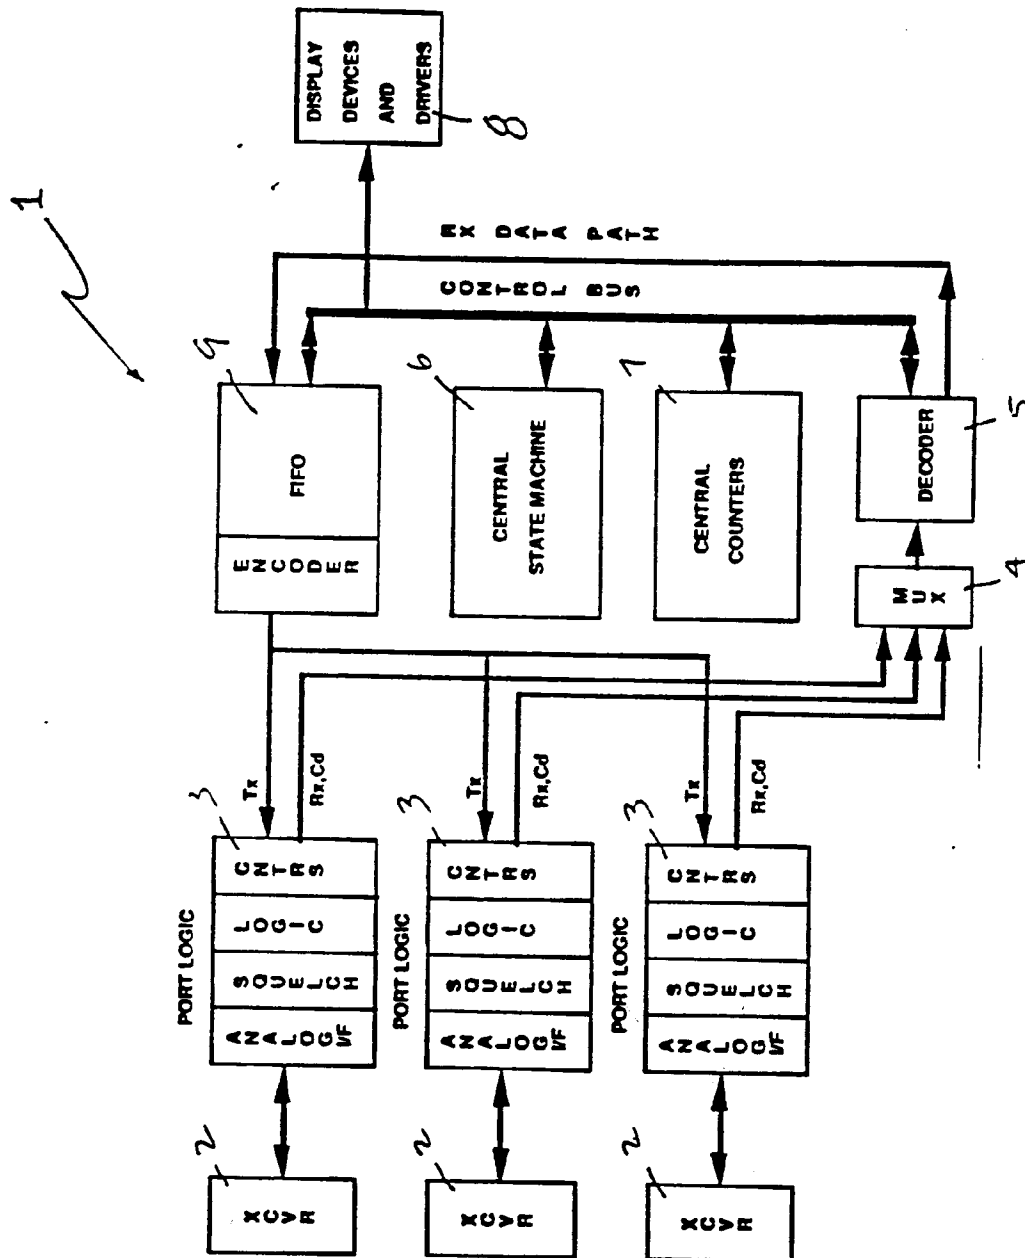 1
PORT LOGIC
2
XCVR
ANALOG I/F
SQUELCH
LOGIC
CNTRS
3
Tx
Rx,Cd
PORT LOGIC
2
XCVR
ANALOG I/F
SQUELCH
LOGIC
CNTRS
3
Tx
Rx,Cd
PORT LOGIC
2
XCVR
ANALOG I/F
SQUELCH
LOGIC
CNTRS
3
Tx
Rx,Cd
ENCODER
FIFO
9
CENTRAL
STATE MACHINE
6
CENTRAL
COUNTERS
7
MUX
4
DECODER
5
CONTROL BUS
RX DATA PATH
DISPLAY
DEVICES
AND
DRIVERS
8